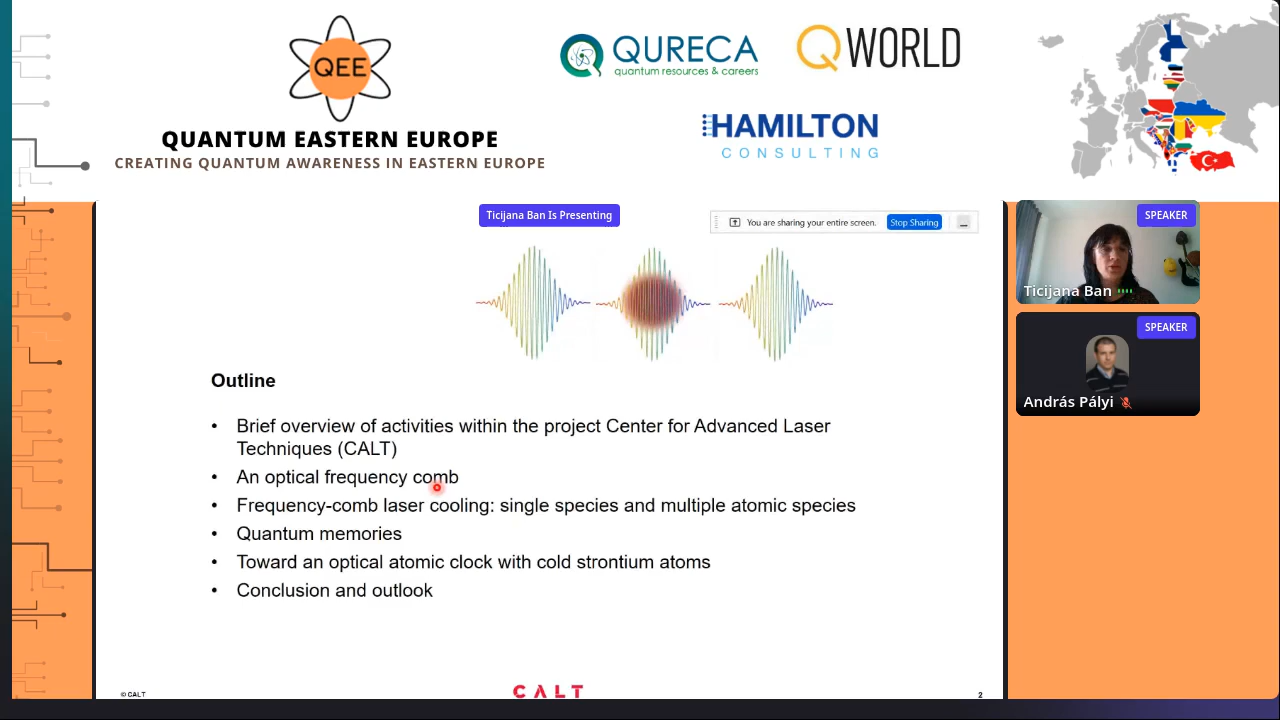 QEE
QUANTUM EASTERN EUROPE
CREATING QUANTUM AWARENESS IN EASTERN EUROPE
QURECA
quantum resources & careers
QWORLD
HAMILTON
CONSULTING
Ticijana Ban Is Presenting
You are sharing your entire screen.
Stop Sharing
SPEAKER
Ticijana Ban
SPEAKER
András Pályi
Outline
• Brief overview of activities within the project Center for Advanced Laser
Techniques (CALT)
• An optical frequency comb
• Frequency-comb laser cooling: single species and multiple atomic species
• Quantum memories
• Toward an optical atomic clock with cold strontium atoms
• Conclusion and outlook
© CALT
CALT
2